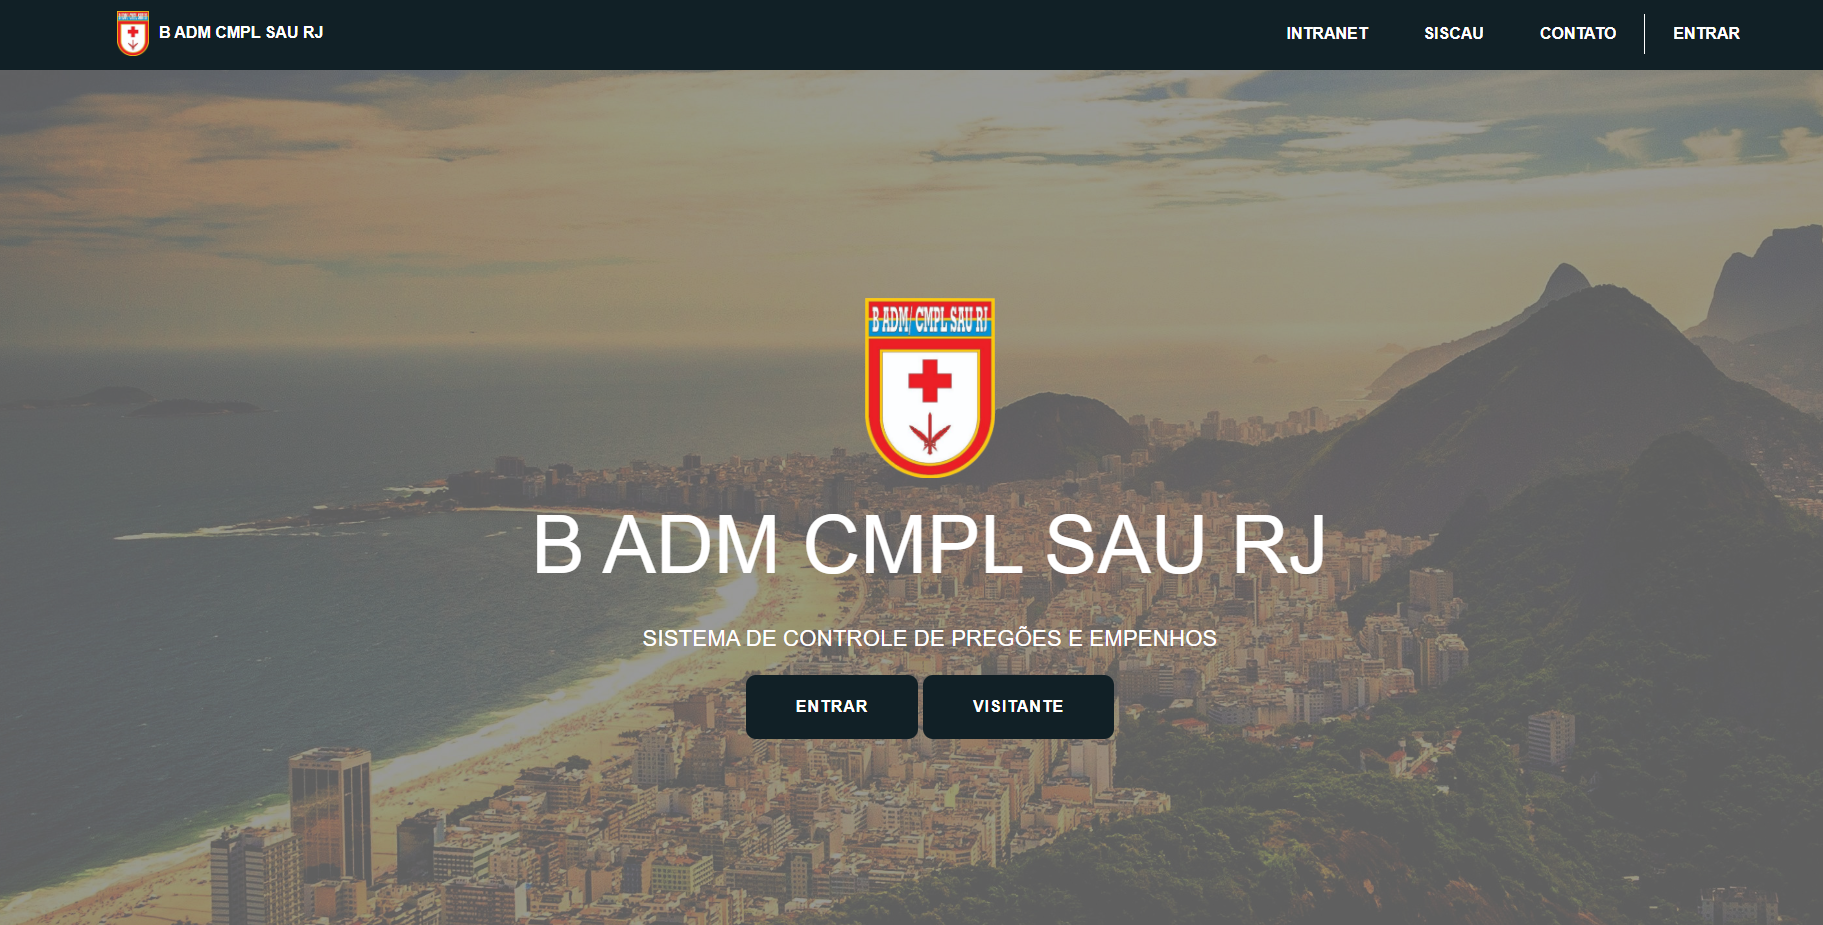 B ADM CMPL SAU RJ
INTRANET
SISCAU
CONTATO
ENTRAR
B ADM/ CMPL SAU RJ
B ADM CMPL SAU RJ
SISTEMA DE CONTROLE DE PREGÕES E EMPENHOS
ENTRAR
VISITANTE